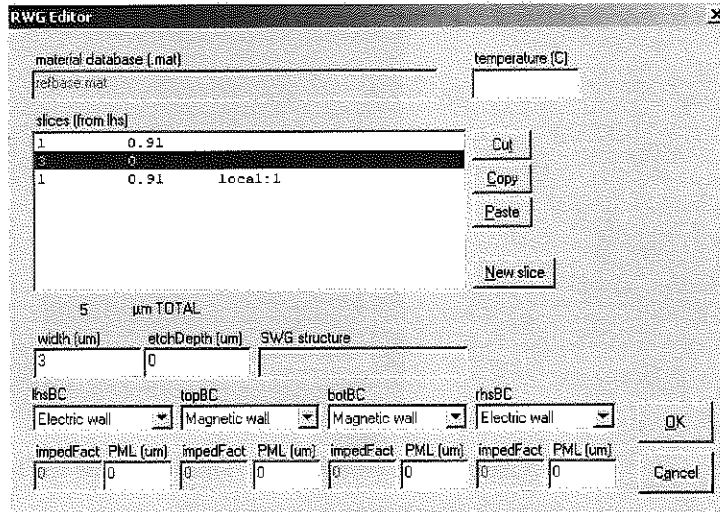 RWG Editor
material database (.mat) temperature (C)
refbase.mat
slices (from lhs)
1 0.91
3 0
1 0.91 local:1
Cut
Copy
Paste
New slice
5 µm TOTAL
width (um) etchDepth (um) SWG structure
3 0
lhsBC topBC botBC rhsBC
Electric wall Magnetic wall Magnetic wall Electric wall
OK
impedFact PML (um) impedFact PML (um) impedFact PML (um) impedFact PML (um)
0 0 0 0 0 0 0 0
Cancel